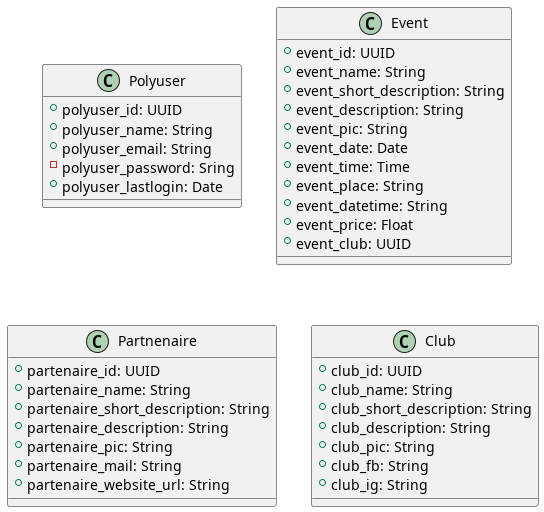 C Polyuser
polyuser_id: UUID
polyuser_name: String
polyuser_email: String
polyuser_password: Sring
polyuser_lastlogin: Date
C Event
event_id: UUID
event_name: String
event_short_description: String
event_description: String
event_pic: String
event_date: Date
event_time: Time
event_place: String
event_datetime: String
event_price: Float
event_club: UUID
C Partnenaire
partenaire_id: UUID
partenaire_name: String
partenaire_short_description: String
partenaire_description: String
partenaire_pic: String
partenaire_mail: String
partenaire_website_url: String
C Club
club_id: UUID
club_name: String
club_short_description: String
club_description: String
club_pic: String
club_fb: String
club_ig: String